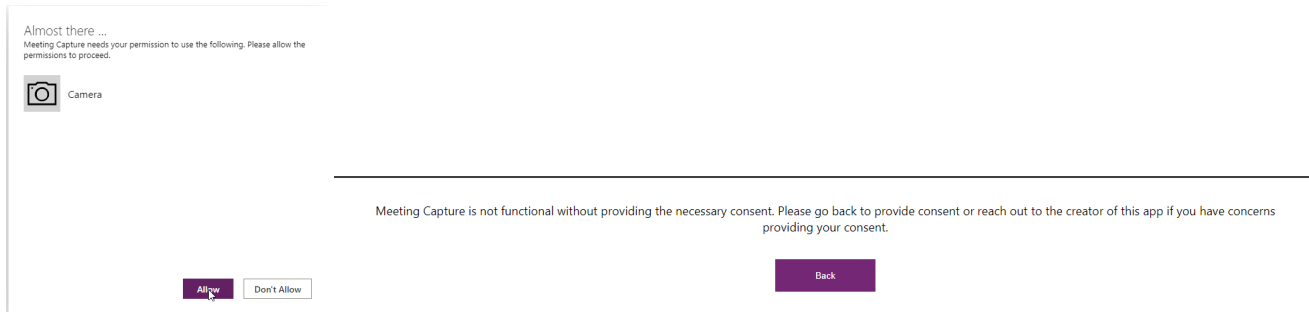 Almost there ...
Meeting Capture needs your permission to use the following. Please allow the
permissions to proceed.
Camera
Allow
Don't Allow
Meeting Capture is not functional without providing the necessary consent. Please go back to provide consent or reach out to the creator of this app if you have concerns
providing your consent.
Back